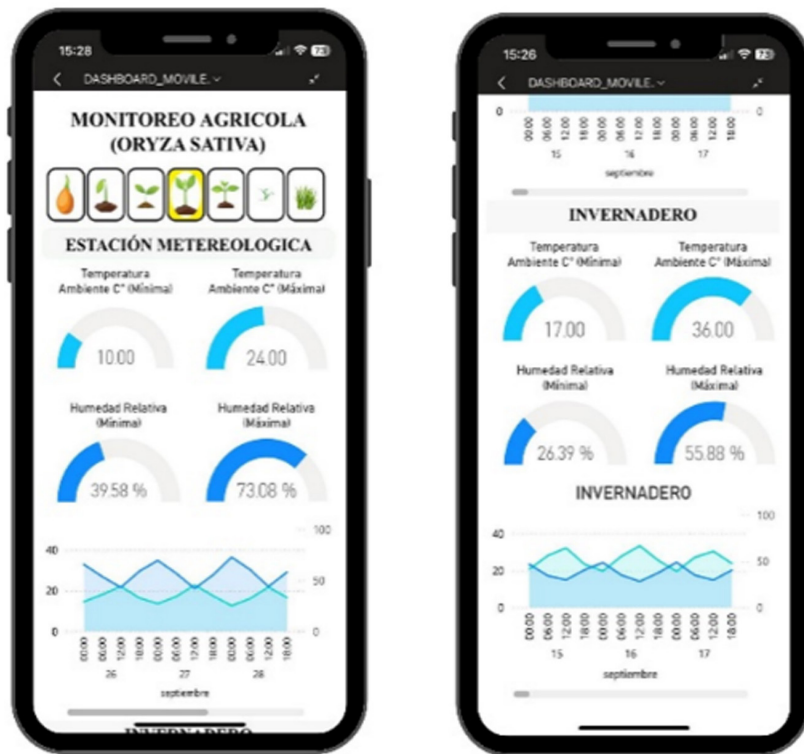 15:28
73
DASHBOARD_MOVILE.
MONITOREO AGRICOLA
(ORYZA SATIVA)
ESTACIÓN METEREOLOGICA
Temperatura
Ambiente C° (Mínima)
Temperatura
Ambiente C° (Máxima)
10.00
24.00
Humedad Relativa
(Mínima)
Humedad Relativa
(Máxima)
39.58 %
73.08 %
100
40
20
50
0
0
00:00 06:00 12:00 18:00 00:00 06:00 12:00 18:00 00:00 06:00 12:00 18:00
26 27 28
septiembre
INVERNADERO
15:26
73
DASHBOARD_MOVILE.
0
0
00:00 06:00 12:00 18:00 00:00 06:00 12:00 18:00 00:00 06:00 12:00 18:00
15 16 17
septiembre
INVERNADERO
Temperatura
Ambiente C° (Mínima)
Temperatura
Ambiente C° (Máxima)
17.00
36.00
Humedad Relativa
(Mínima)
Humedad Relativa
(Máxima)
26.39 %
55.88 %
INVERNADERO
100
40
20
50
0
0
00:00 06:00 12:00 18:00 00:00 06:00 12:00 18:00 00:00 06:00 12:00 18:00
15 16 17
septiembre